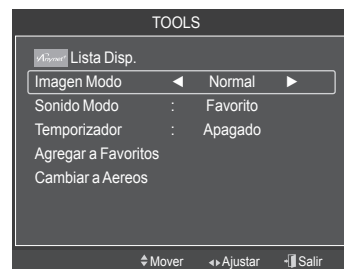 TOOLS
Anynet+ Lista Disp.
Imagen Modo ◄ Normal ►
Sonido Modo : Favorito
Temporizador : Apagado
Agregar a Favoritos
Cambiar a Aereos
Mover Ajustar Salir